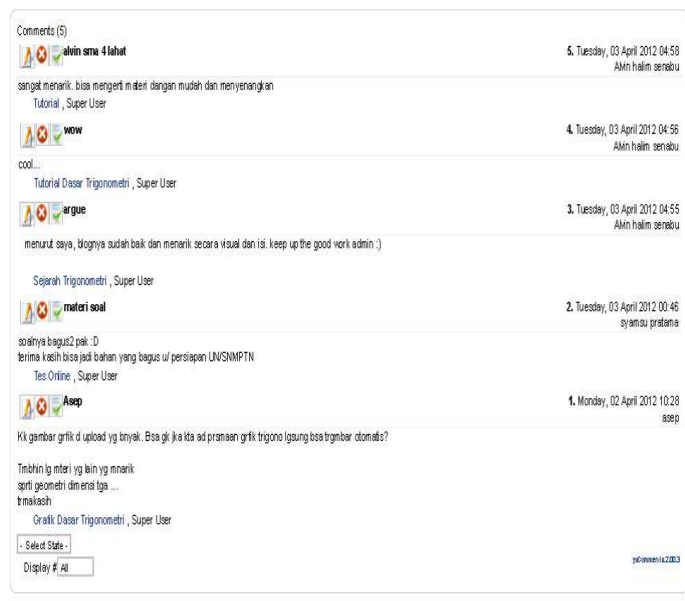 Comments (5)
alvin sma 4 lahat
5. Tuesday, 03 April 2012 04:58
Alvin halim senabu
sangat menarik. bisa mengerti materi dangan mudah dan menyenangkan
Tutorial , Super User
wow
4. Tuesday, 03 April 2012 04:56
Alvin halim senabu
cool...
Tutorial Dasar Trigonometri , Super User
argue
3. Tuesday, 03 April 2012 04:55
Alvin halim senabu
menurut saya, blognya sudah baik dan menarik secara visual dan isi. keep up the good work admin :)
Sejarah Trigonometri , Super User
materi soal
2. Tuesday, 03 April 2012 00:46
syamsu pratama
soalnya bagus2 pak :D
terima kasih bisa jadi bahan yang bagus u/ persiapan UN/SNMPTN
Tes Online , Super User
Asep
1. Monday, 02 April 2012 10:28
asep
Kk gambar grfik d upload yg bnyak. Bsa gk jka kta ad prsmaan grfik trigono lgsung bsa trgmbar otomatis?
Tmbhin lg mteri yg lain yg mnarik
sprti geometri dimensi tga ...
trmakasih
Grafik Dasar Trigonometri , Super User
- Select State -
Display # All